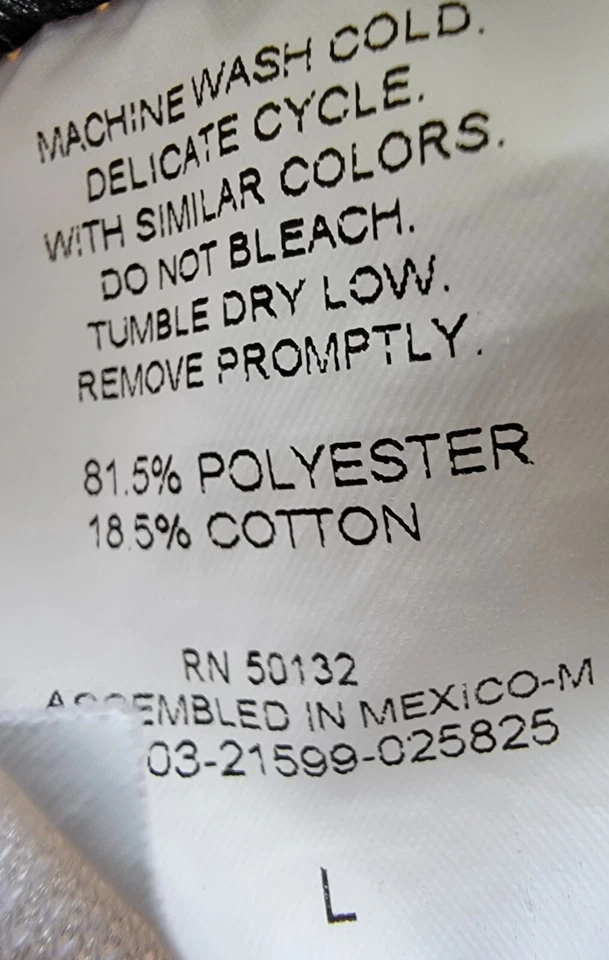 MACHINE WASH COLD.
DELICATE CYCLE.
WITH SIMILAR COLORS.
DO NOT BLEACH.
TUMBLE DRY LOW.
REMOVE PROMPTLY.
81.5% POLYESTER
18.5% COTTON
RN 50132
ASSEMBLED IN MEXICO-M
03-21599-025825
L